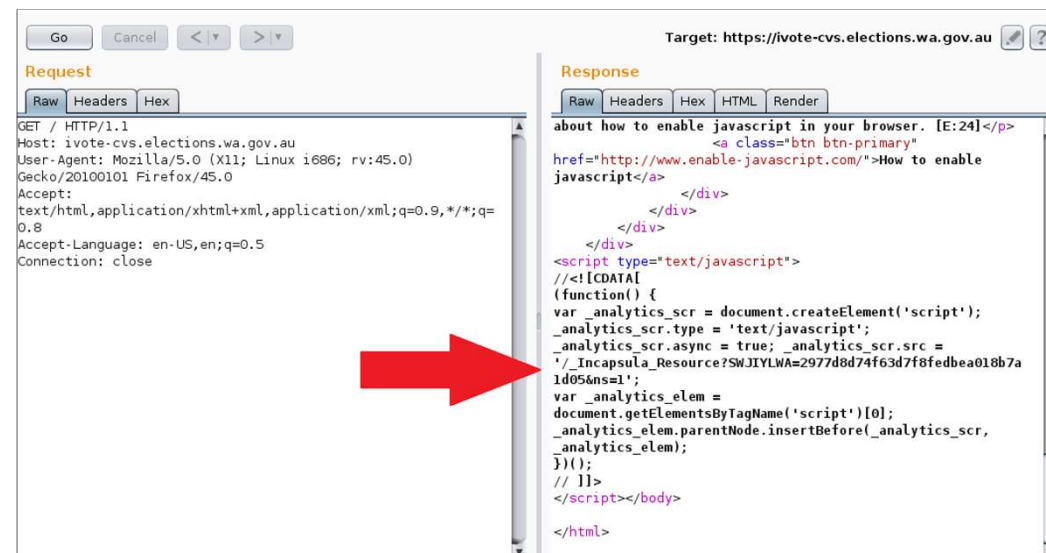 Go Cancel < > Target: https://ivote-cvs.elections.wa.gov.au ?
Request
Raw Headers Hex
GET / HTTP/1.1
Host: ivote-cvs.elections.wa.gov.au
User-Agent: Mozilla/5.0 (X11; Linux i686; rv:45.0)
Gecko/20100101 Firefox/45.0
Accept:
text/html,application/xhtml+xml,application/xml;q=0.9,*/*;q=
0.8
Accept-Language: en-US,en;q=0.5
Connection: close
Response
Raw Headers Hex HTML Render
about how to enable javascript in your browser. [E:24]</p>
<a class="btn btn-primary"
href="http://www.enable-javascript.com/">How to enable
javascript</a>
</div>
</div>
</div>
</div>
<script type="text/javascript">
//<![CDATA[
(function() {
var _analytics_scr = document.createElement('script');
_analytics_scr.type = 'text/javascript';
_analytics_scr.async = true; _analytics_scr.src =
'/_Incapsula_Resource?SWJIYLWA=2977d8d74f63d7f8fedbea018b7a
1d05&ns=1';
var _analytics_elem =
document.getElementsByTagName('script')[0];
_analytics_elem.parentNode.insertBefore(_analytics_scr,
_analytics_elem);
})();
// ]]>
</script></body>
</html>